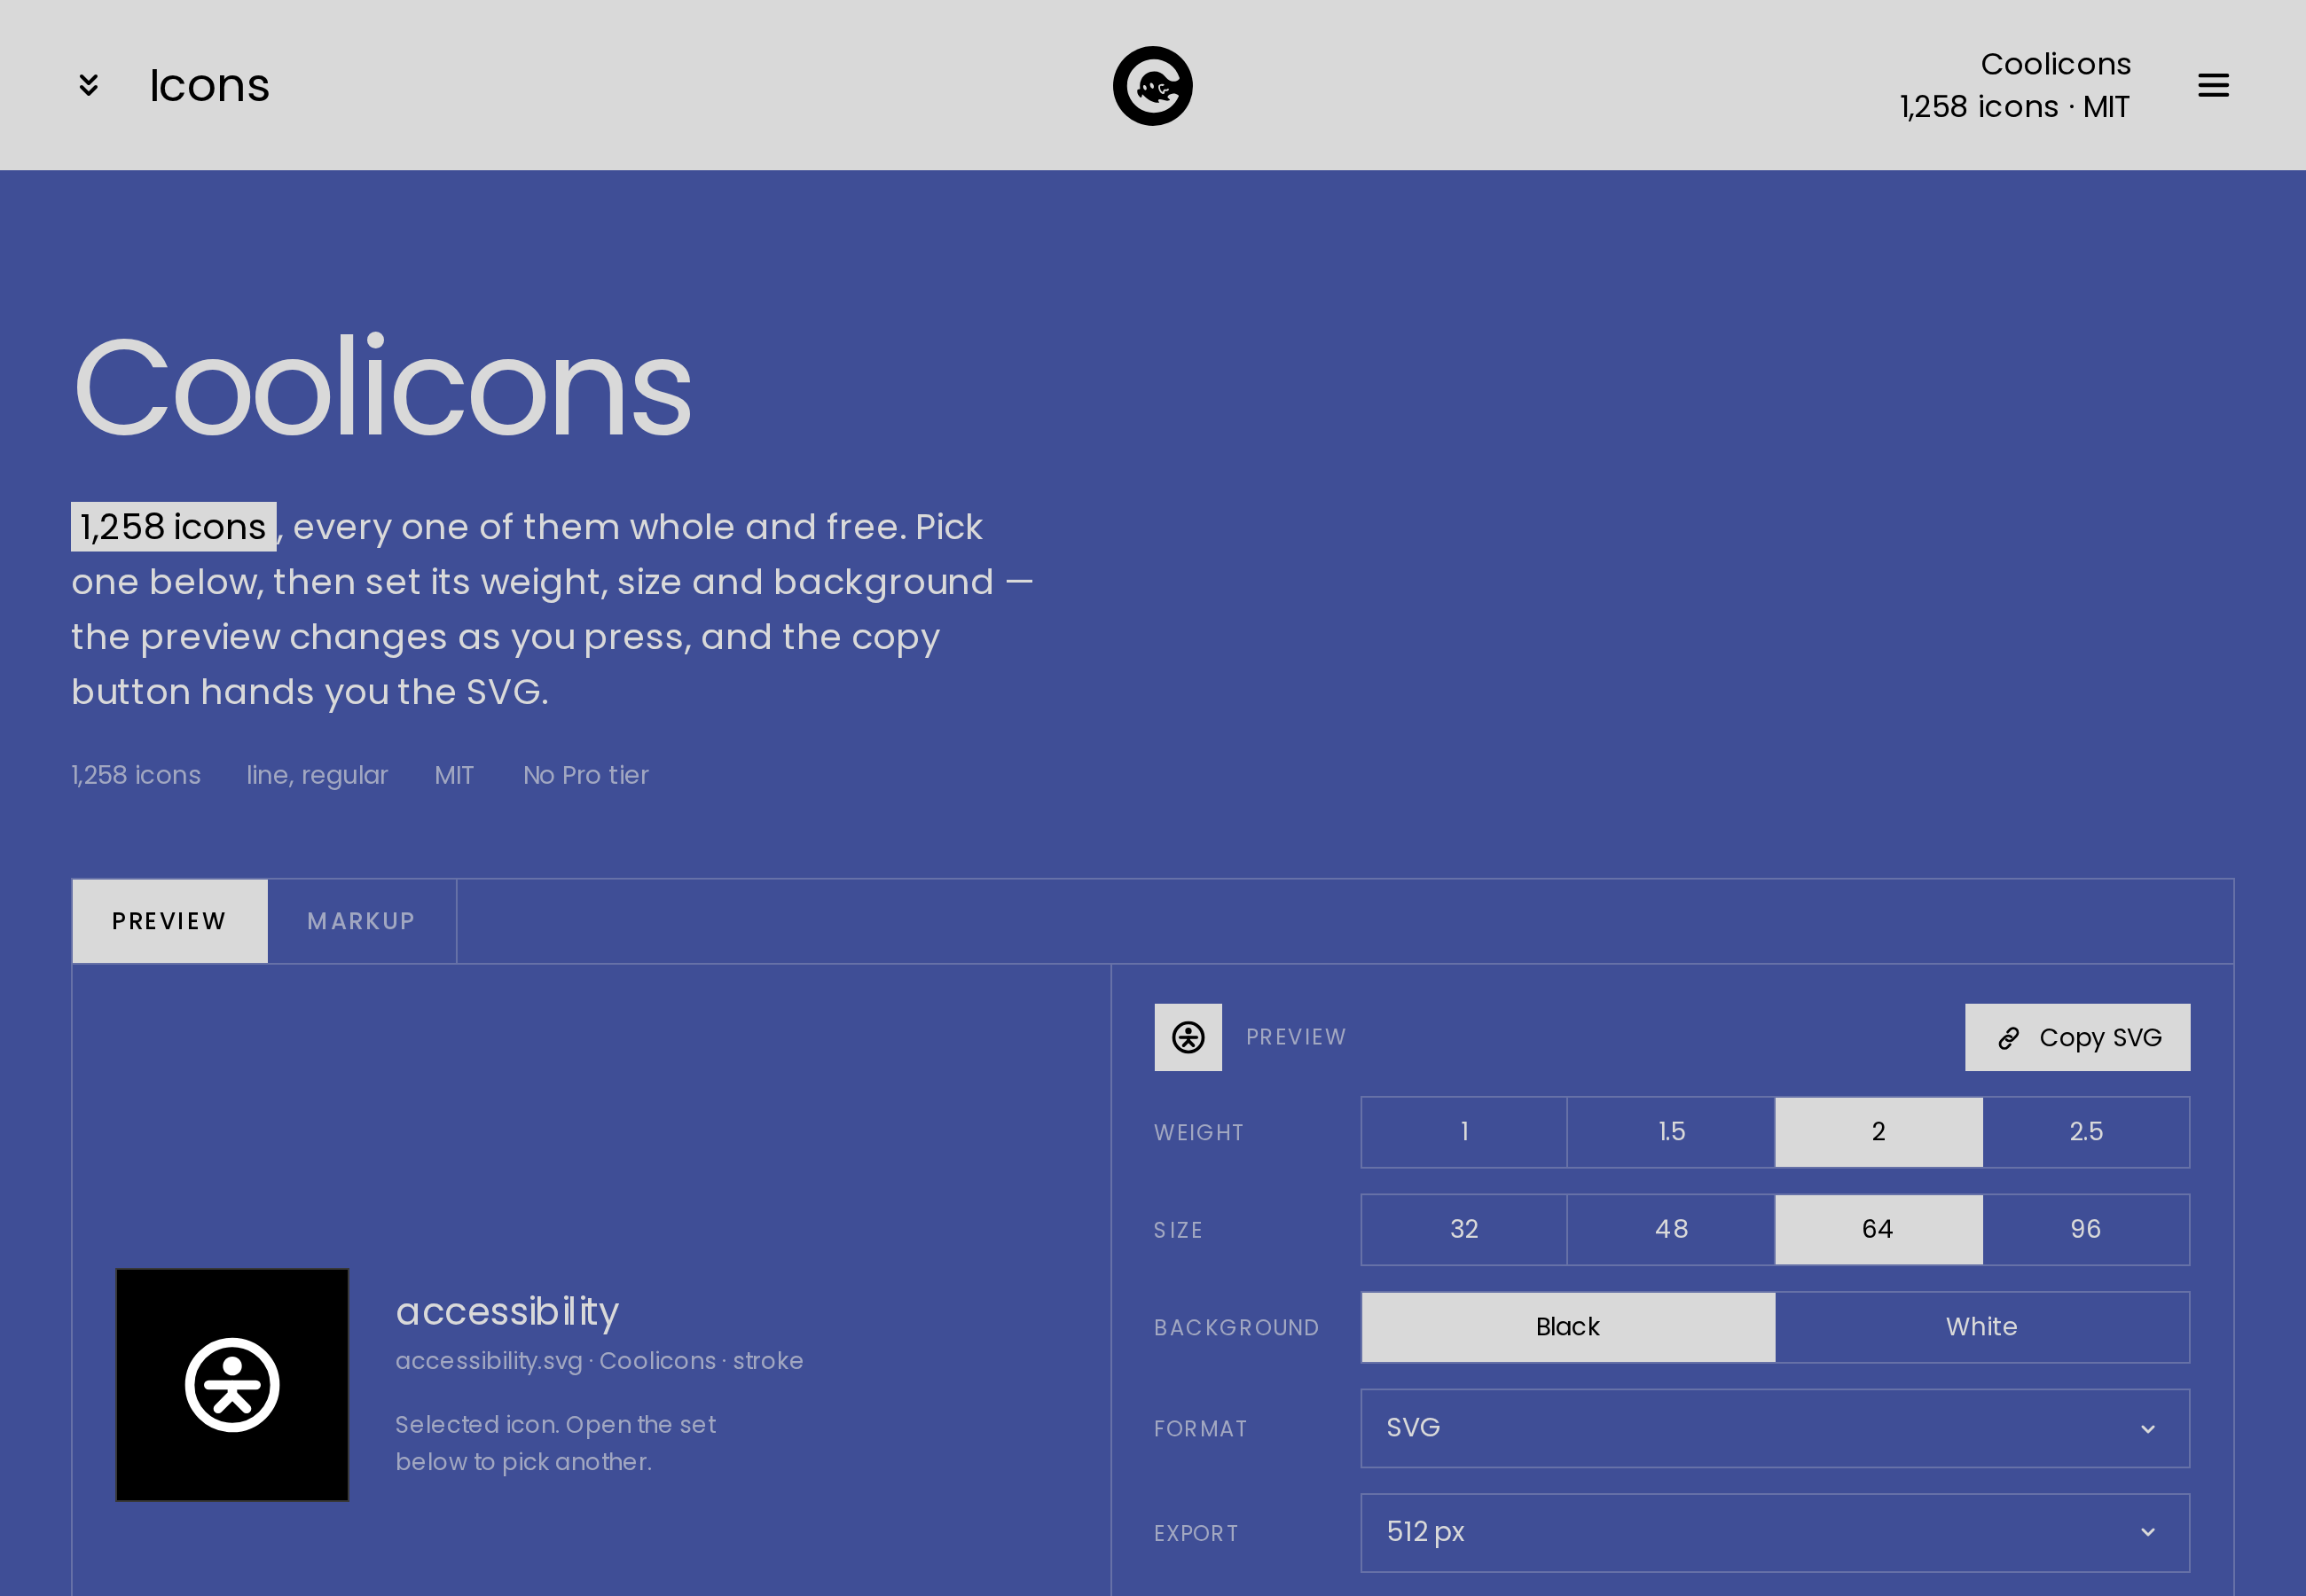 Icons
Coolicons
1,258 icons · MIT
Coolicons
1,258 icons, every one of them whole and free. Pick
one below, then set its weight, size and background —
the preview changes as you press, and the copy
button hands you the SVG.
1,258 icons line, regular MIT No Pro tier
PREVIEW MARKUP
PREVIEW Copy SVG
WEIGHT 1 1.5 2 2.5
SIZE 32 48 64 96
BACKGROUND Black White
FORMAT SVG
EXPORT 512 px
accessibility
accessibility.svg · Coolicons · stroke
Selected icon. Open the set
below to pick another.